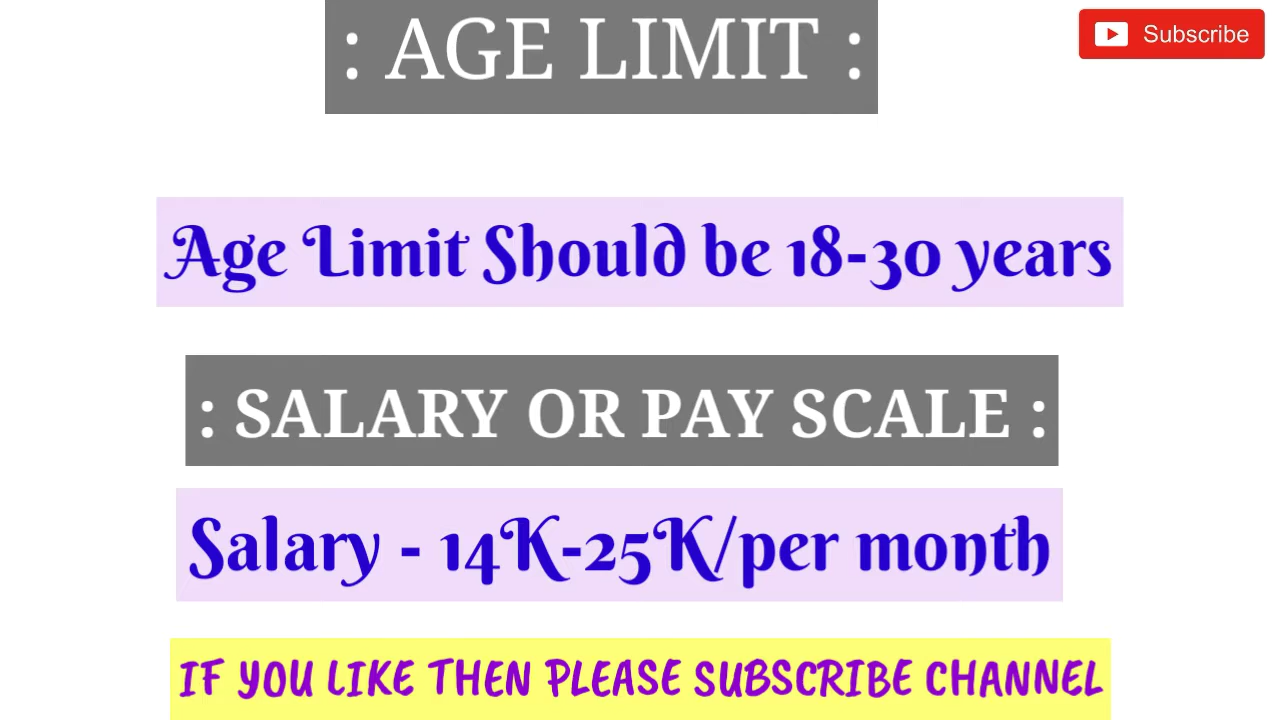 : AGE LIMIT :
Subscribe
Age Limit Should be 18-30 years
: SALARY OR PAY SCALE :
Salary - 14K-25K/per month
IF YOU LIKE THEN PLEASE SUBSCRIBE CHANNEL